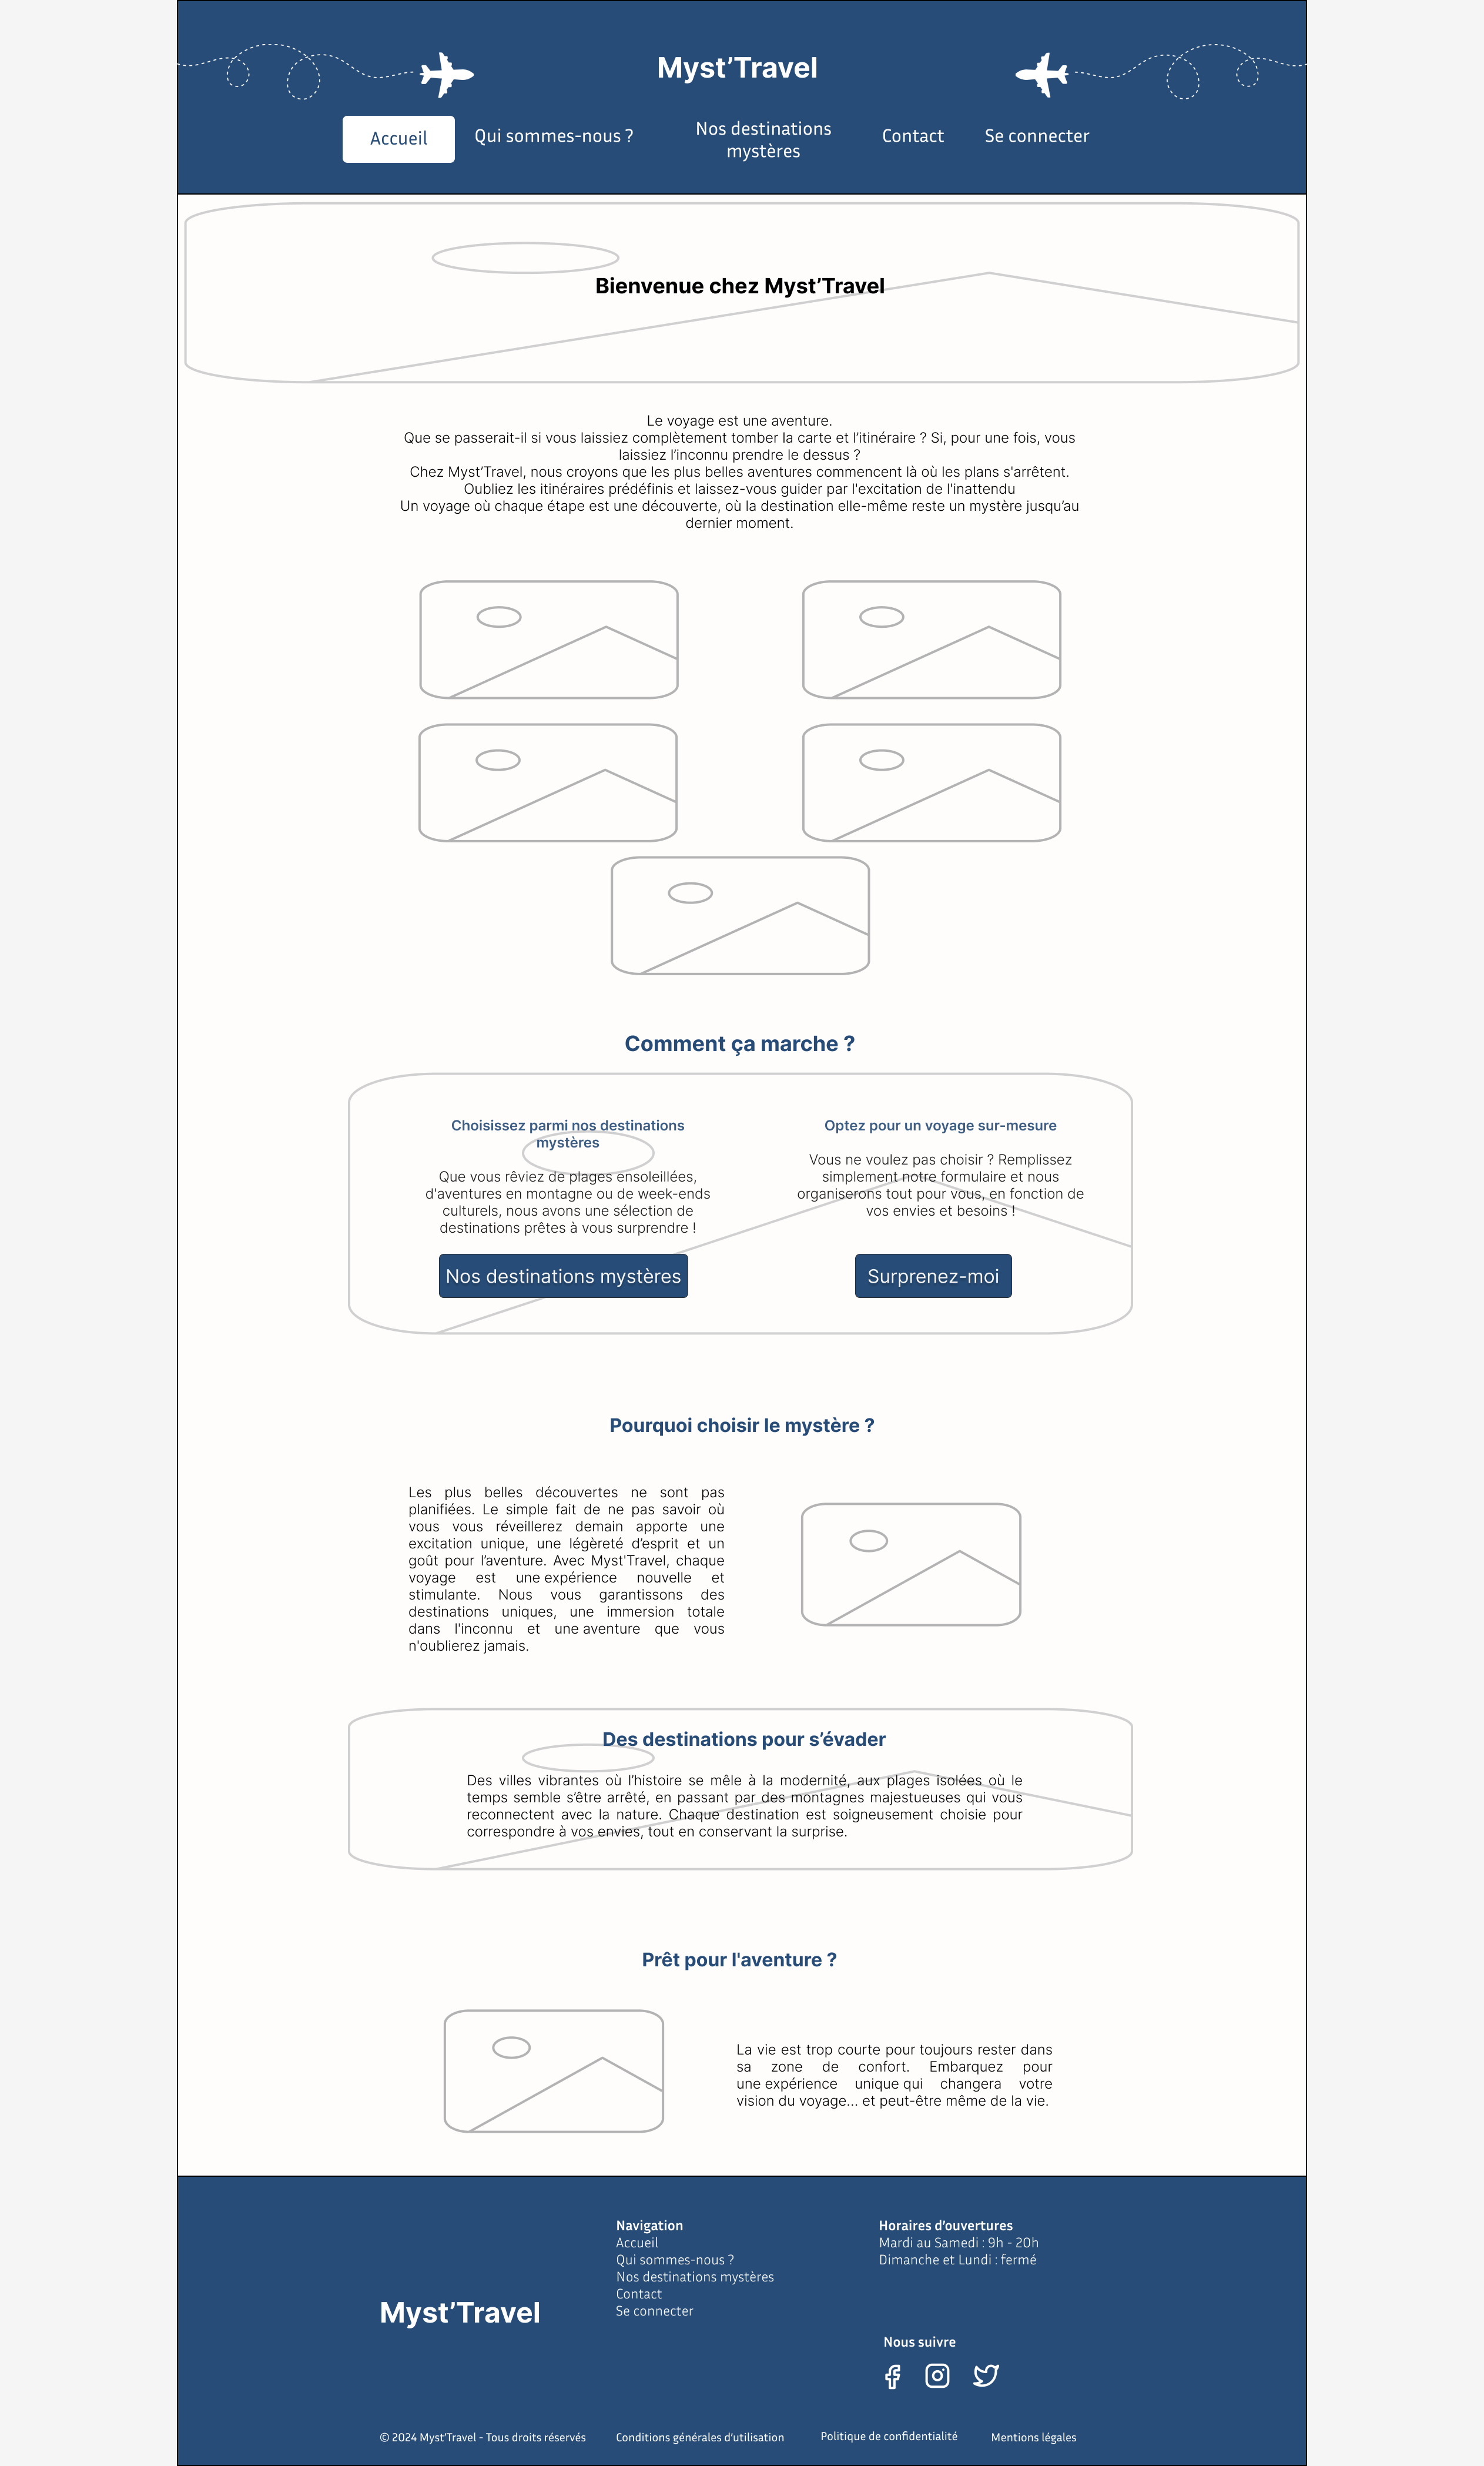 Myst’Travel
Accueil
Qui sommes-nous ?
Nos destinations
mystères
Contact
Se connecter
Bienvenue chez Myst’Travel
Le voyage est une aventure.
Que se passerait-il si vous laissiez complètement tomber la carte et l’itinéraire ? Si, pour une fois, vous
laissiez l’inconnu prendre le dessus ?
Chez Myst’Travel, nous croyons que les plus belles aventures commencent là où les plans s'arrêtent.
Oubliez les itinéraires prédéfinis et laissez-vous guider par l'excitation de l'inattendu
Un voyage où chaque étape est une découverte, où la destination elle-même reste un mystère jusqu’au
dernier moment.
Comment ça marche ?
Choisissez parmi nos destinations
mystères
Que vous rêviez de plages ensoleillées,
d'aventures en montagne ou de week-ends
culturels, nous avons une sélection de
destinations prêtes à vous surprendre !
Nos destinations mystères
Optez pour un voyage sur-mesure
Vous ne voulez pas choisir ? Remplissez
simplement notre formulaire et nous
organiserons tout pour vous, en fonction de
vos envies et besoins !
Surprenez-moi
Pourquoi choisir le mystère ?
Les plus belles découvertes ne sont pas
planifiées. Le simple fait de ne pas savoir où
vous vous réveillerez demain apporte une
excitation unique, une légèreté d’esprit et un
goût pour l’aventure. Avec Myst'Travel, chaque
voyage est une expérience nouvelle et
stimulante. Nous vous garantissons des
destinations uniques, une immersion totale
dans l'inconnu et une aventure que vous
n'oublierez jamais.
Des destinations pour s’évader
Des villes vibrantes où l’histoire se mêle à la modernité, aux plages isolées où le
temps semble s’être arrêté, en passant par des montagnes majestueuses qui vous
reconnectent avec la nature. Chaque destination est soigneusement choisie pour
correspondre à vos envies, tout en conservant la surprise.
Prêt pour l'aventure ?
La vie est trop courte pour toujours rester dans
sa zone de confort. Embarquez pour
une expérience unique qui changera votre
vision du voyage... et peut-être même de la vie.
Myst’Travel
Navigation
Accueil
Qui sommes-nous ?
Nos destinations mystères
Contact
Se connecter
Horaires d’ouvertures
Mardi au Samedi : 9h - 20h
Dimanche et Lundi : fermé
Nous suivre
© 2024 Myst’Travel - Tous droits réservés
Conditions générales d’utilisation
Politique de confidentialité
Mentions légales